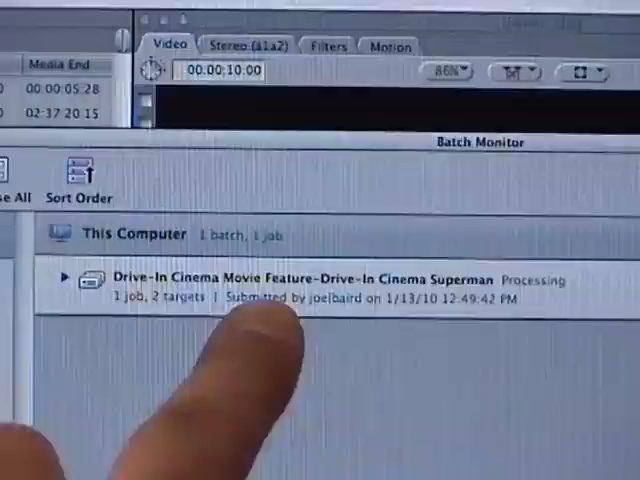 Video Stereo (a1a2) Filters Motion
Media End
00:00:10:00 86%
00:00:05:28
02:37:20:15
Batch Monitor
se All Sort Order
This Computer 1 batch, 1 job
Drive-In Cinema Movie Feature-Drive-In Cinema Superman Processing
1 job, 2 targets | Submitted by joelbaird on 1/13/10 12:49:42 PM